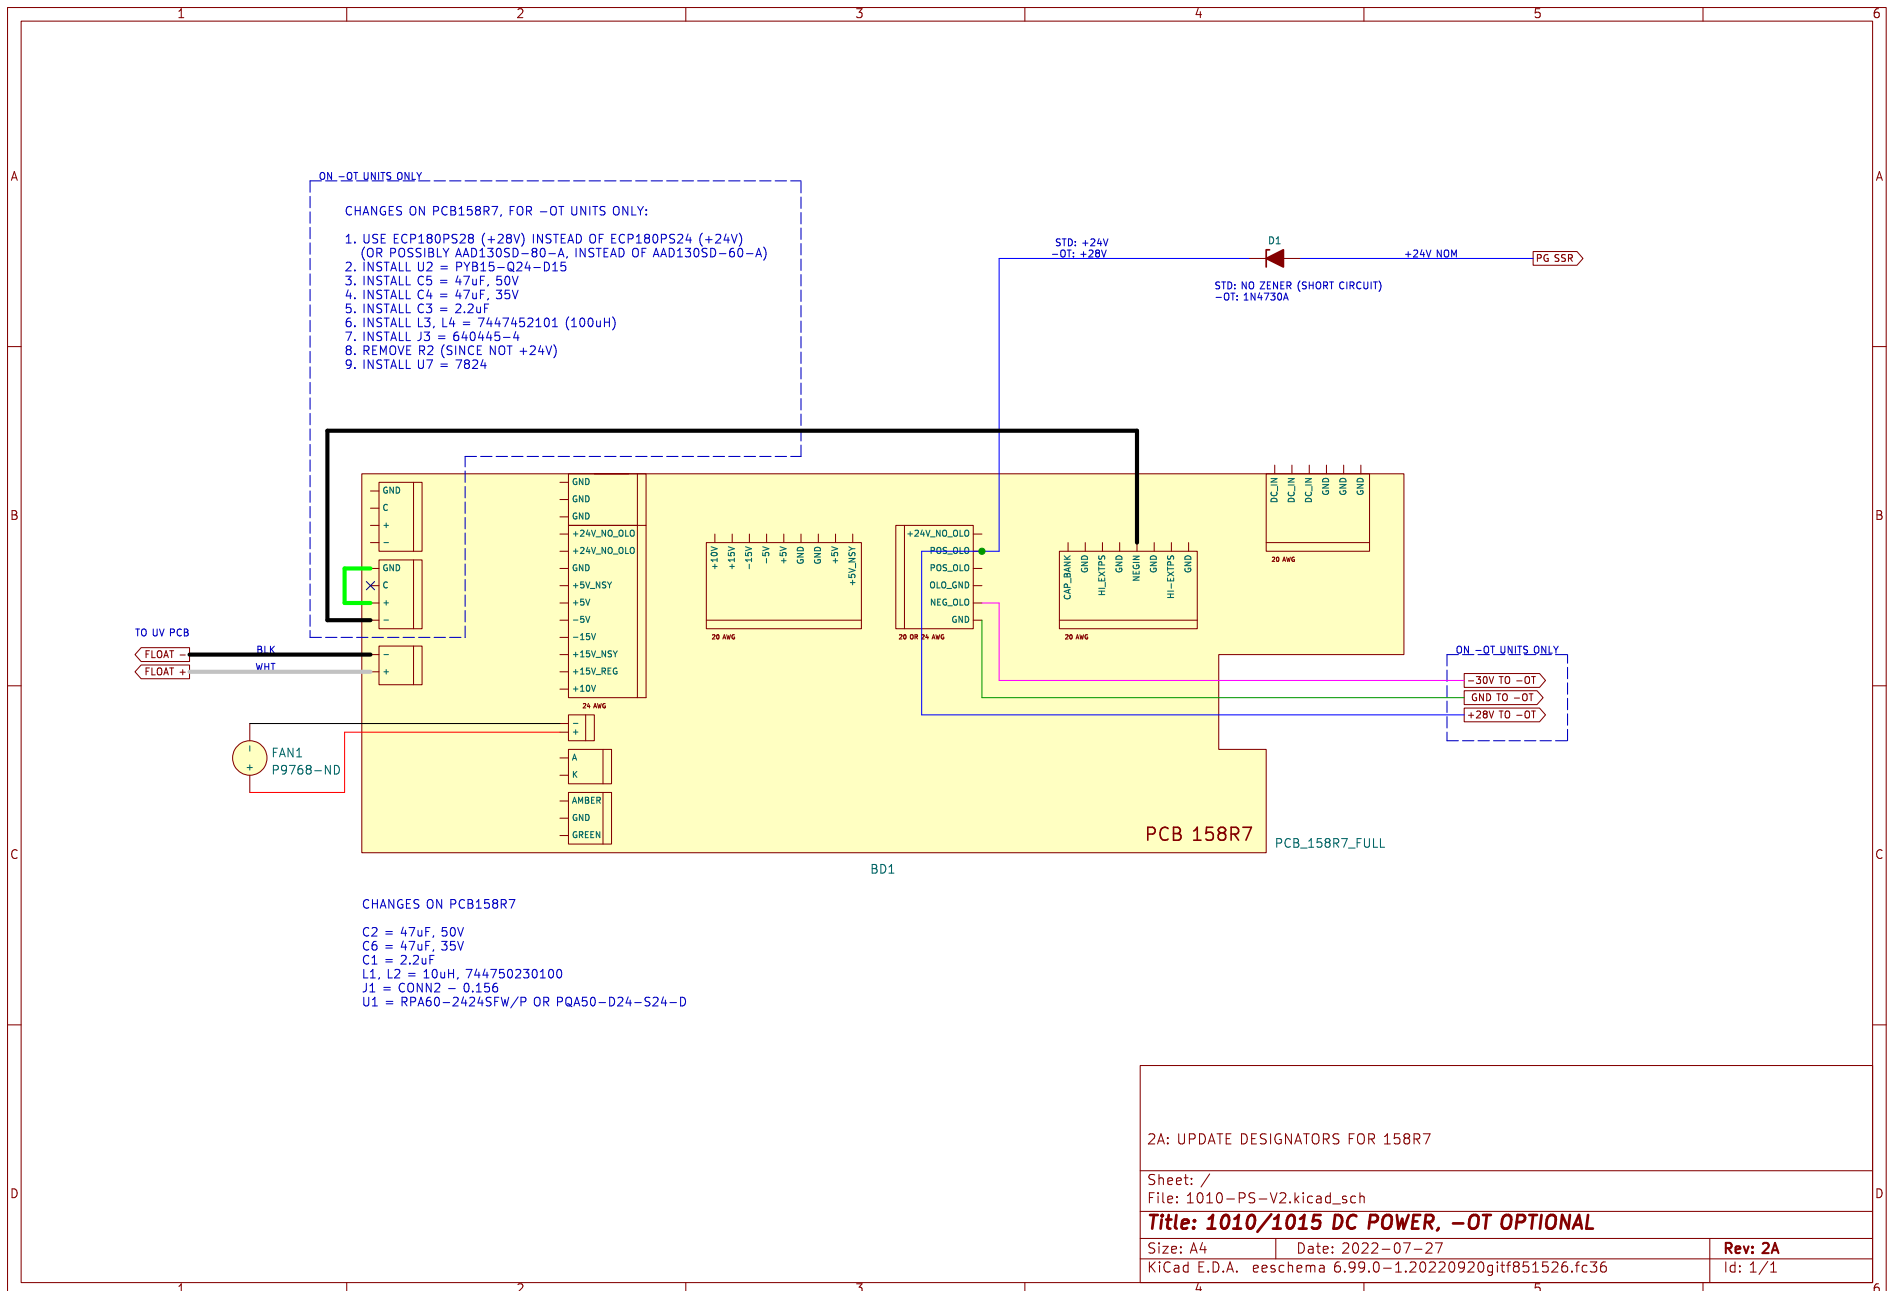 1 2 3 4 5 6
A
A
ON -OT UNITS ONLY
CHANGES ON PCB158R7, FOR -OT UNITS ONLY:
1. USE ECP180PS28 (+28V) INSTEAD OF ECP180PS24 (+24V)
(OR POSSIBLY AAD130SD-80-A, INSTEAD OF AAD130SD-60-A)
2. INSTALL U2 = PYB15-Q24-D15
3. INSTALL C5 = 47uF, 50V
4. INSTALL C4 = 47uF, 35V
5. INSTALL C3 = 2.2uF
6. INSTALL L3, L4 = 7447452101 (100uH)
7. INSTALL J3 = 640445-4
8. REMOVE R2 (SINCE NOT +24V)
9. INSTALL U7 = 7824
STD: +24V
-OT: +28V
D1
+24V NOM
PG SSR
STD: NO ZENER (SHORT CIRCUIT)
-OT: 1N4730A
B
B
GND
C
+
-
GND
C
+
-
-
+
TO UV PCB
FLOAT -
BLK
FLOAT +
WHT
GND
GND
GND
+24V_NO_OLO
+24V_NO_OLO
GND
+5V_NSY
+5V
-5V
-15V
+15V_NSY
+15V_REG
+10V
24 AWG
-
+
A
K
AMBER
GND
GREEN
-
+
FAN1
P9768-ND
+10V
+15V
-15V
-5V
+5V
GND
GND
+5V
+5V_NSY
20 AWG
+24V_NO_OLO
POS_OLO
POS_OLO
OLO_GND
NEG_OLO
GND
20 OR 24 AWG
CAP_BANK
GND
HI_EXTPS
GND
NEGIN
GND
HI-EXTPS
GND
20 AWG
DC_IN
DC_IN
DC_IN
GND
GND
GND
20 AWG
ON -OT UNITS ONLY
-30V TO -OT
GND TO -OT
+28V TO -OT
PCB 158R7
PCB_158R7_FULL
BD1
C
C
CHANGES ON PCB158R7
C2 = 47uF, 50V
C6 = 47uF, 35V
C1 = 2.2uF
L1, L2 = 10uH, 744750230100
J1 = CONN2 - 0.156
U1 = RPA60-2424SFW/P OR PQA50-D24-S24-D
D
D
2A: UPDATE DESIGNATORS FOR 158R7
Sheet: /
File: 1010-PS-V2.kicad_sch
Title: 1010/1015 DC POWER, -OT OPTIONAL
Size: A4 Date: 2022-07-27 Rev: 2A
KiCad E.D.A. eeschema 6.99.0-1.20220920gitf851526.fc36 Id: 1/1
1 2 3 4 5 6